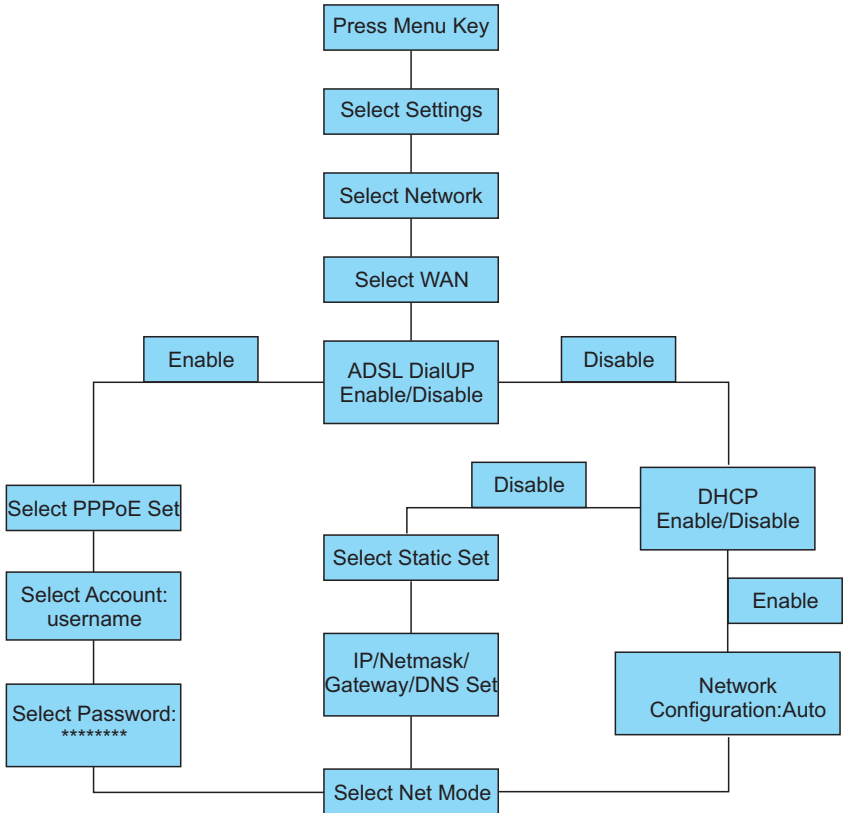 Press Menu Key
Select Settings
Select Network
Select WAN
Enable
ADSL DialUP
Enable/Disable
Disable
Select PPPoE Set
Select Account:
username
Select Password:
********
Disable
Select Static Set
IP/Netmask/
Gateway/DNS Set
DHCP
Enable/Disable
Enable
Network
Configuration:Auto
Select Net Mode